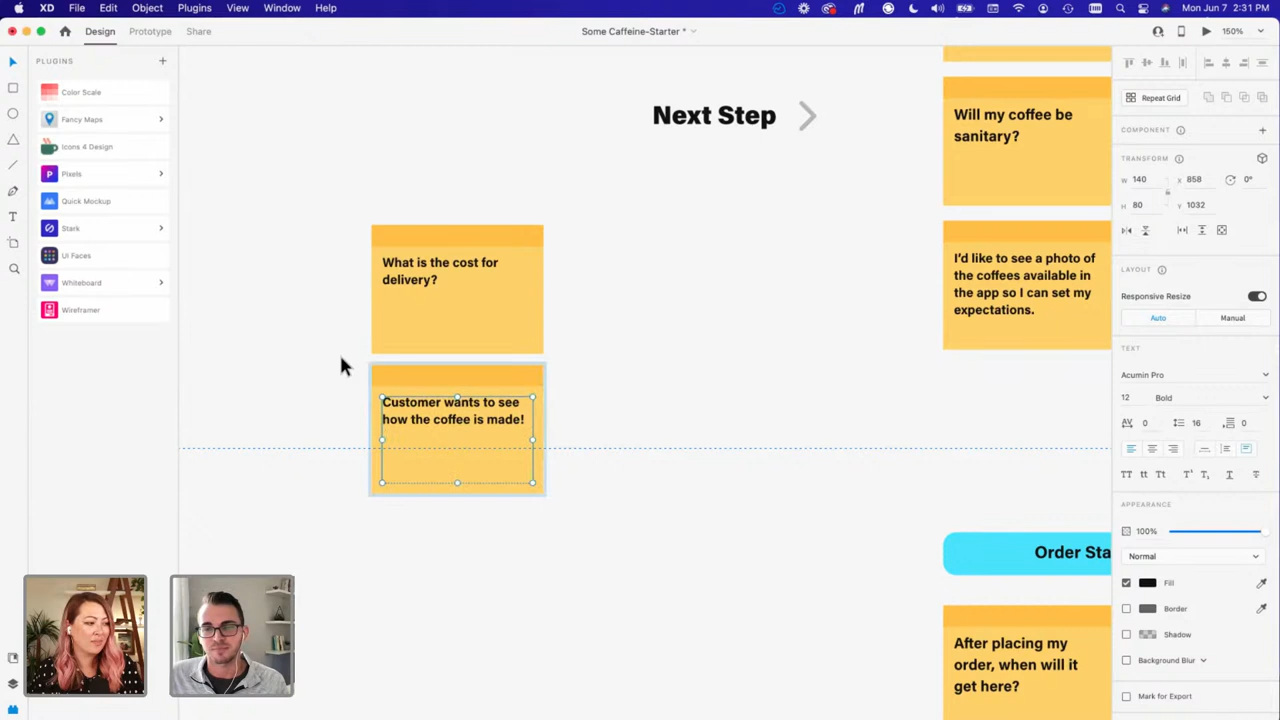 XD File Edit Object Plugins View Window Help
Mon Jun 7 2:31 PM
Design Prototype Share
Some Caffeine-Starter *
150%
PLUGINS
Color Scale
Fancy Maps
Icons 4 Design
Pixels
Quick Mockup
Stark
UI Faces
Whiteboard
Wireframer
Next Step
What is the cost for
delivery?
Customer wants to see
how the coffee is made!
Will my coffee be
sanitary?
I'd like to see a photo of
the coffees available in
the app so I can set my
expectations.
Order Sta
After placing my
order, when will it
get here?
Repeat Grid
COMPONENT
TRANSFORM
W 140 X 858 0°
H 80 Y 1032
LAYOUT
Responsive Resize
Auto Manual
TEXT
Acumin Pro
12 Bold
AV 0 16 0
TT tt Tt T¹ T₁ T
APPEARANCE
100%
Normal
Fill
Border
Shadow
Background Blur
Mark for Export